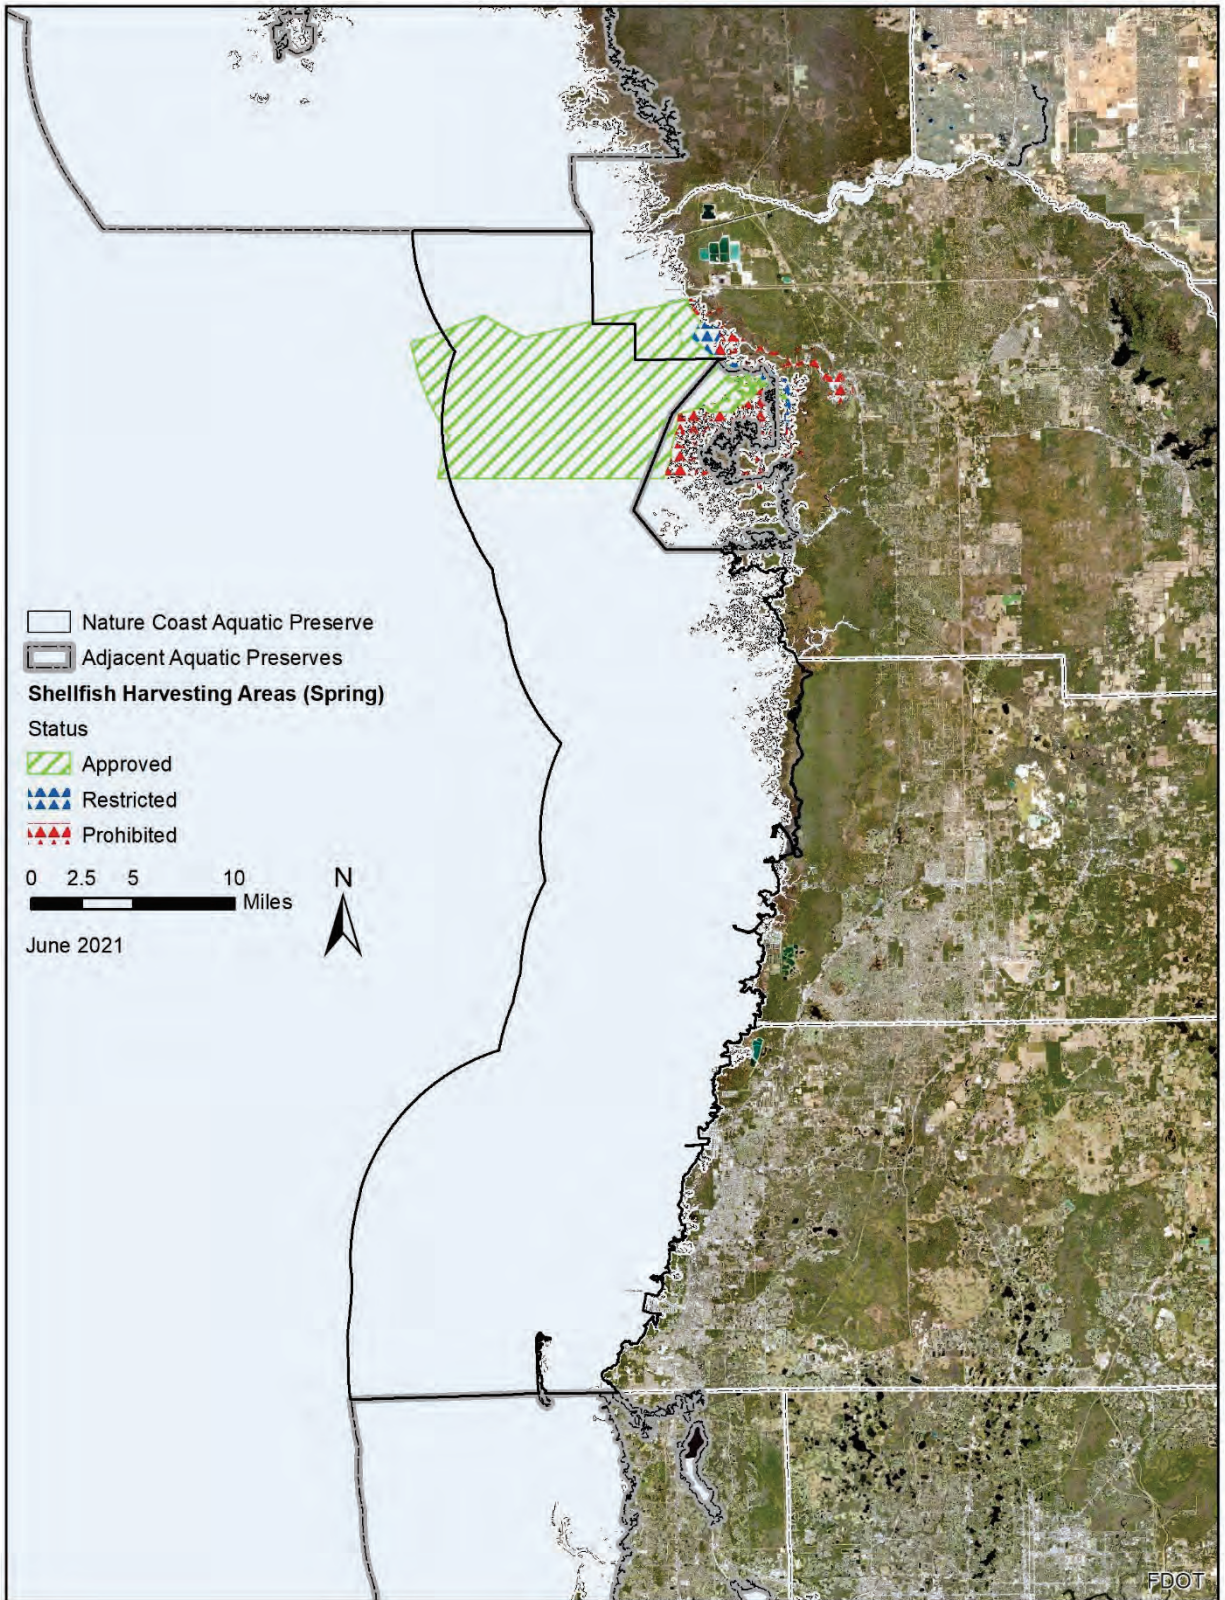 Nature Coast Aquatic Preserve
Adjacent Aquatic Preserves
Shellfish Harvesting Areas (Spring)
Status
Approved
Restricted
Prohibited
0 2.5 5 10
Miles
N
June 2021
FDOT